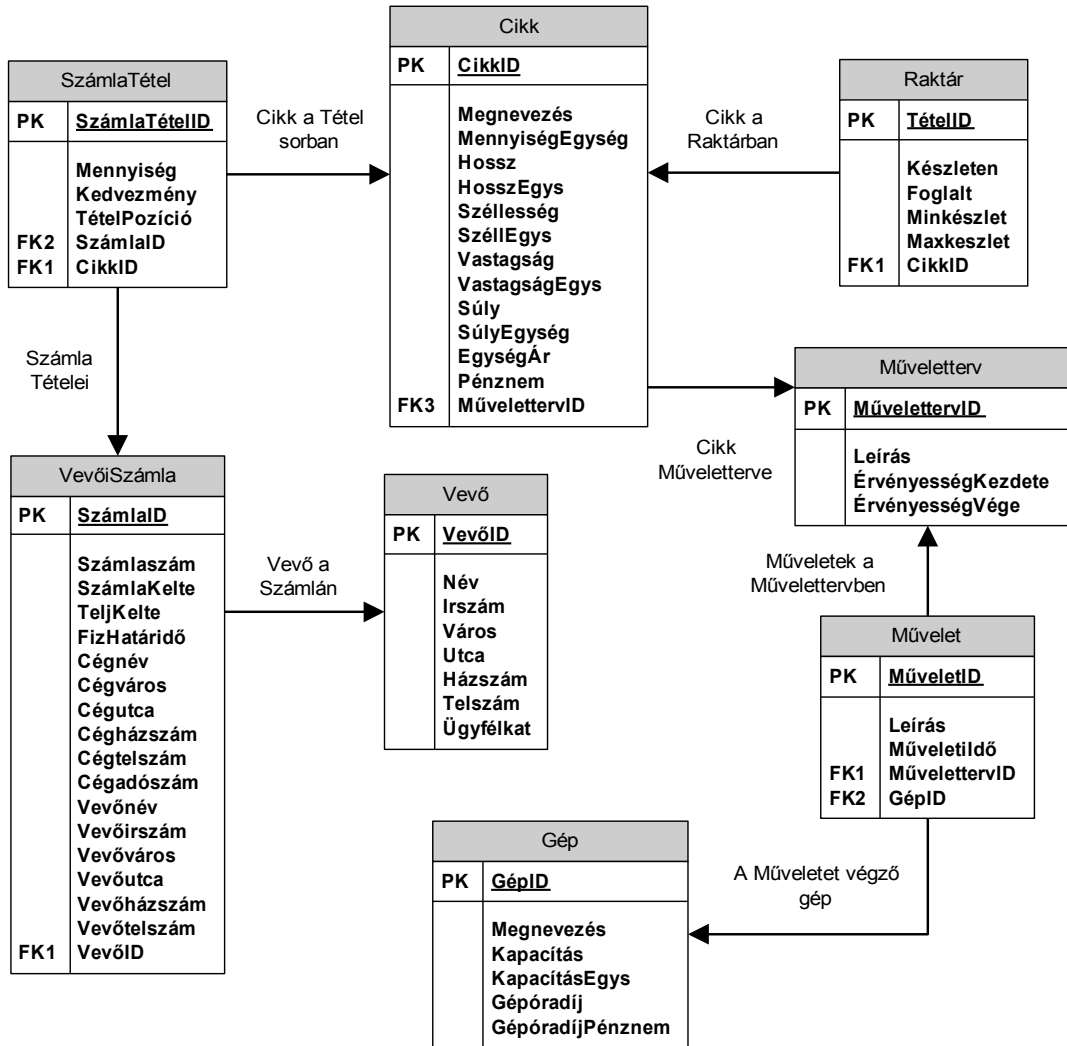 SzámlaTétel
PK SzámlaTételID
Mennyiség
Kedvezmény
TételPozíció
FK2 SzámlaID
FK1 CikkID
Cikk a Tétel
sorban
Cikk
PK CikkID
Megnevezés
MennyiségEgység
Hossz
HosszEgys
Széllesség
SzéllEgys
Vastagság
VastagságEgys
Súly
SúlyEgység
EgységÁr
Pénznem
FK3 MűvelettervID
Cikk a
Raktárban
Raktár
PK TételID
Készleten
Foglalt
Minkészlet
Maxkeszlet
FK1 CikkID
Számla
Tételei
Cikk
Műveletterve
Műveletterv
PK MűvelettervID
Leírás
ÉrvényességKezdete
ÉrvényességVége
VevőiSzámla
PK SzámlaID
Számlaszám
SzámlaKelte
TeljKelte
FizHatáridő
Cégnév
Cégváros
Cégutca
Cégházszám
Cégtelszám
Cégadószám
Vevőnév
Vevőirszám
Vevőváros
Vevőutca
Vevőházszám
Vevőtelszám
FK1 VevőID
Vevő a
Számlán
Vevő
PK VevőID
Név
Irszám
Város
Utca
Házszám
Telszám
Ügyfélkat
Műveletek a
Művelettervben
Művelet
PK MűveletID
Leírás
MűveletiIdő
FK1 MűvelettervID
FK2 GépID
A Műveletet végző
gép
Gép
PK GépID
Megnevezés
Kapacítás
KapacításEgys
Gépóradíj
GépóradíjPénznem